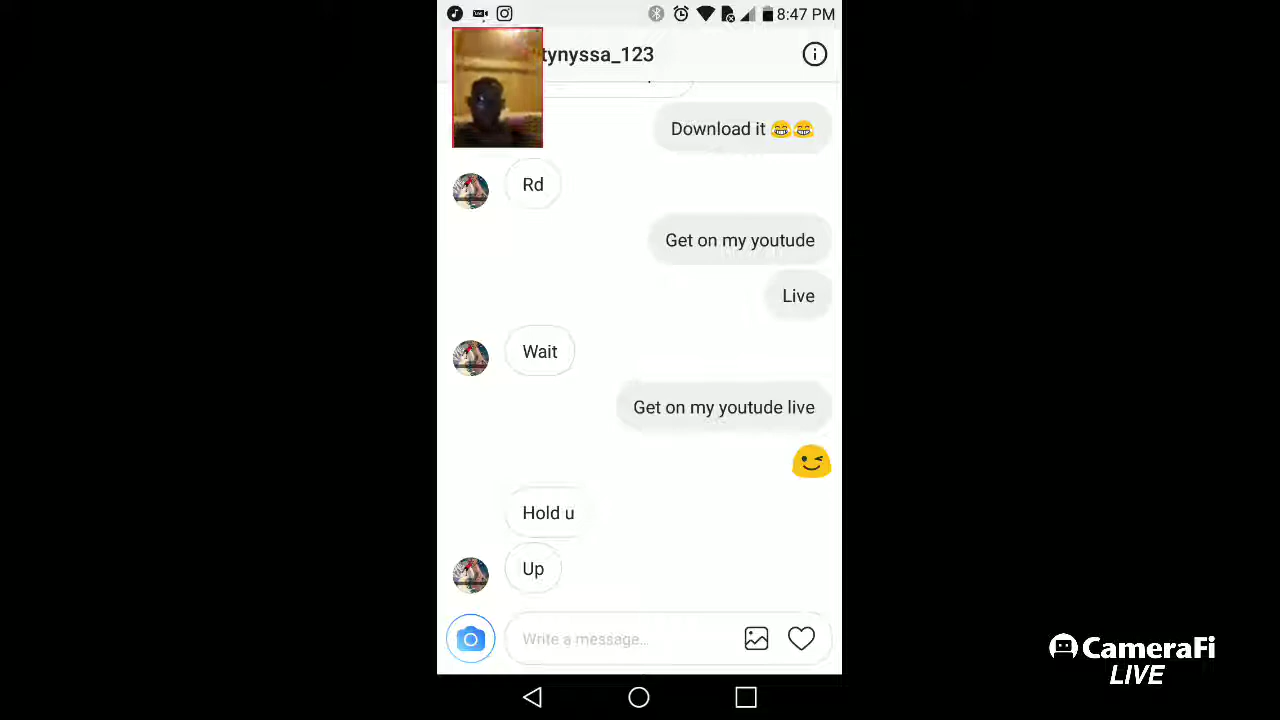 8:47 PM
tynyssa_123
Download it 😂😂
Rd
Get on my youtude
Live
Wait
Get on my youtude live
😉
Hold u
Up
Write a message...
CameraFi
LIVE